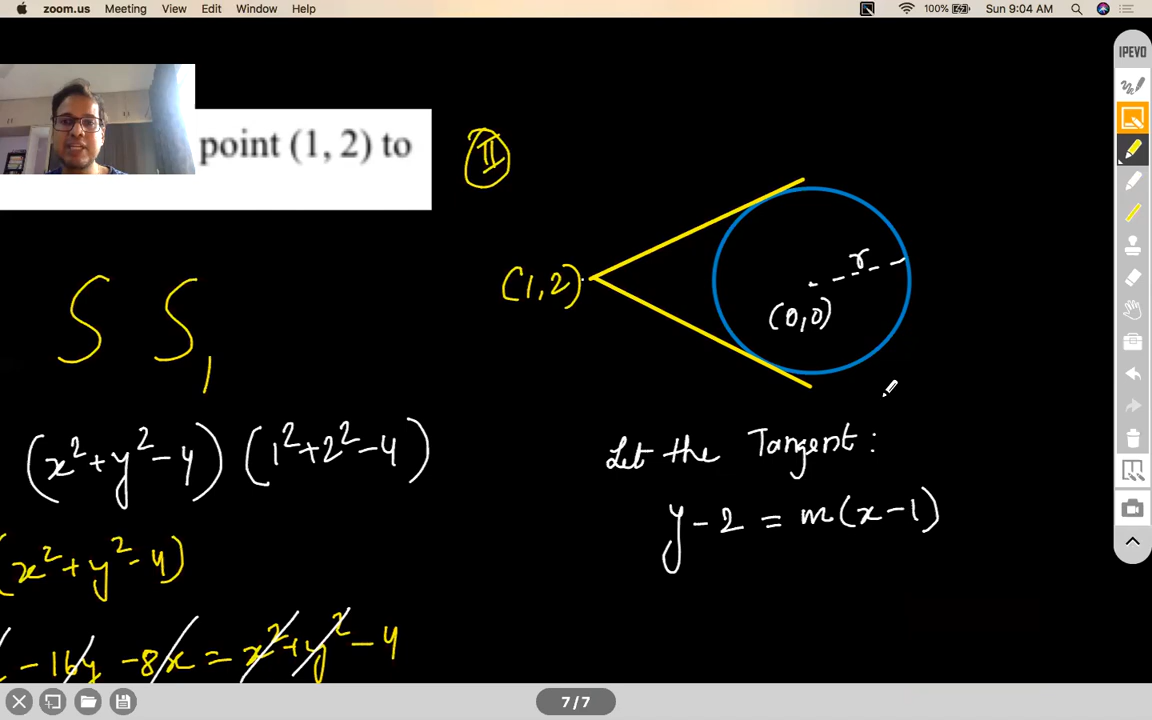 zoom.us Meeting View Edit Window Help 100% Sun 9:04 AM
IPEVO
point (1, 2) to
II
(1,2)
r
(0,0)
S S₁
(x²+y²-4) (1²+2²-4)
(x²+y²-4)
-16y -8x = x²+y²-4
Let the Tangent:
y-2 = m(x-1)
7/7